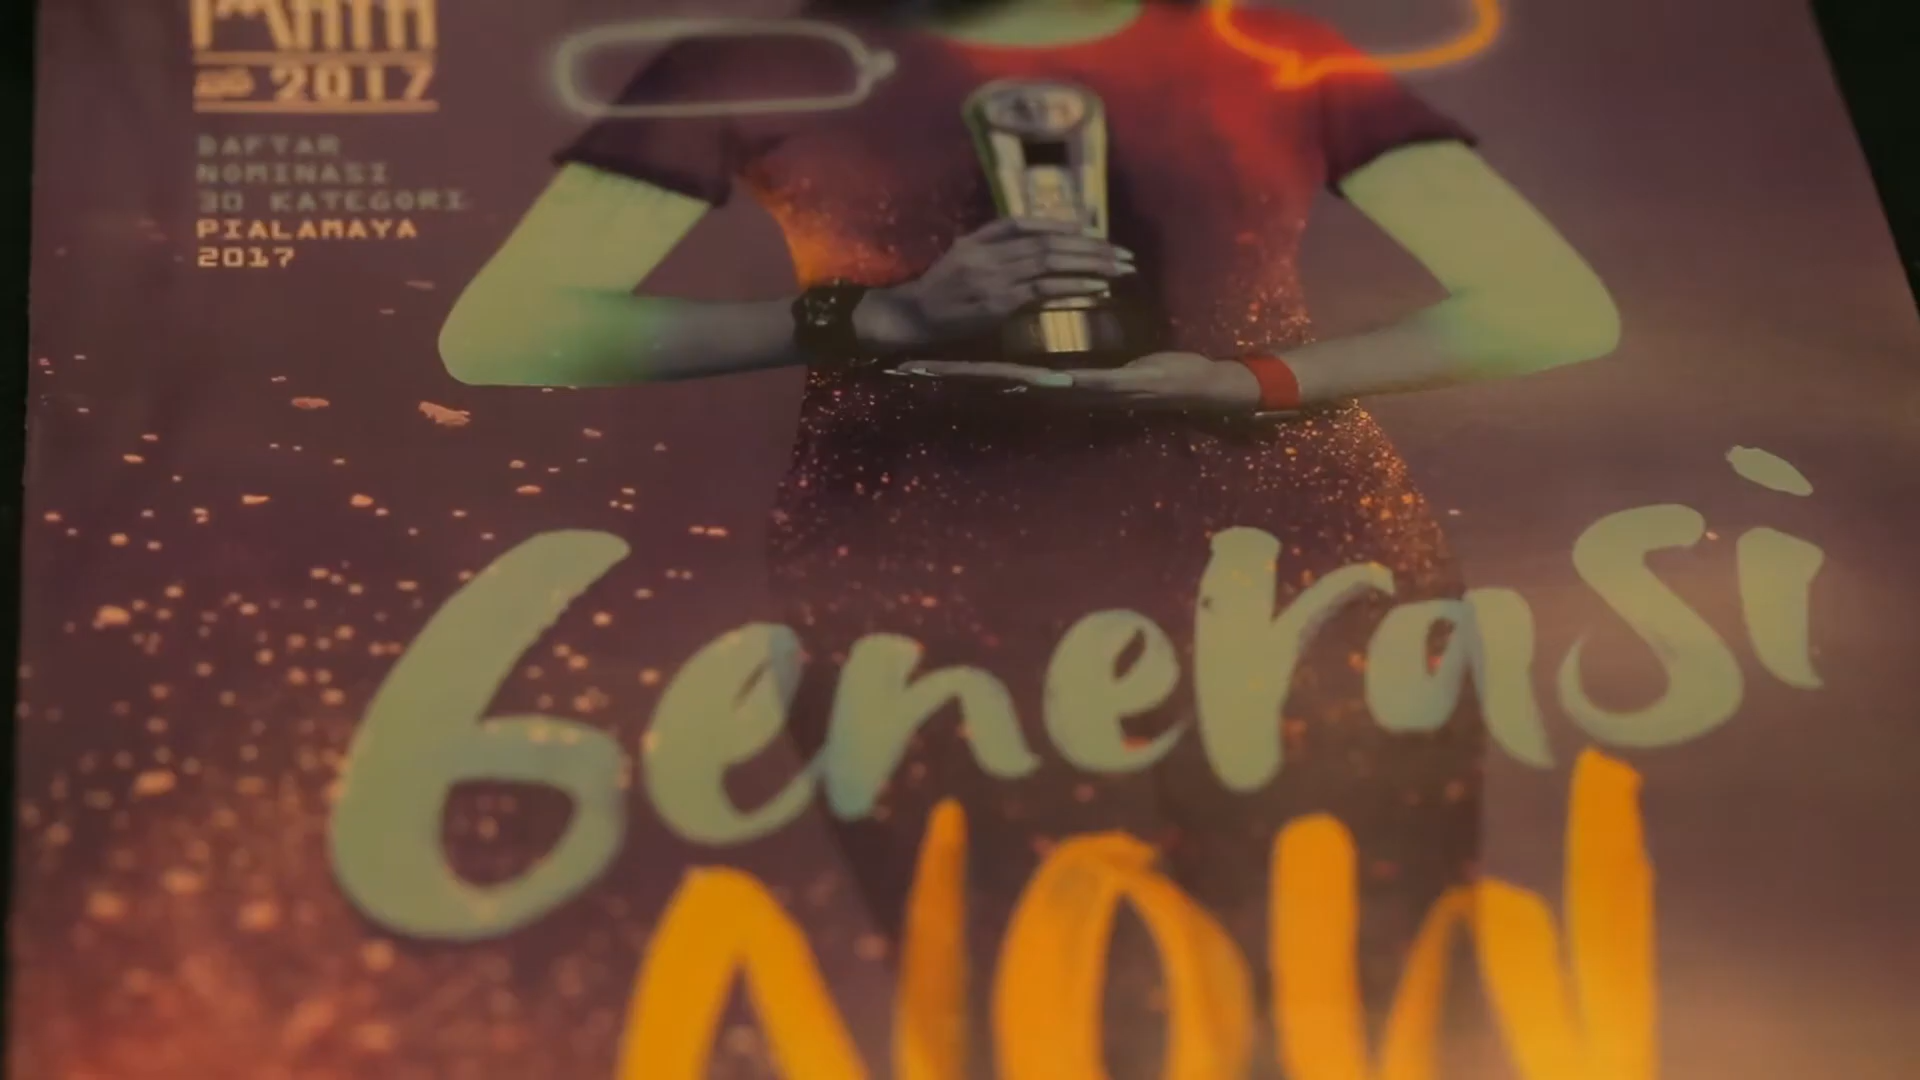 2017
DAFTAR
NOMINASI
30 KATEGORI
PIALAMAYA
2017
Generasi
NOW